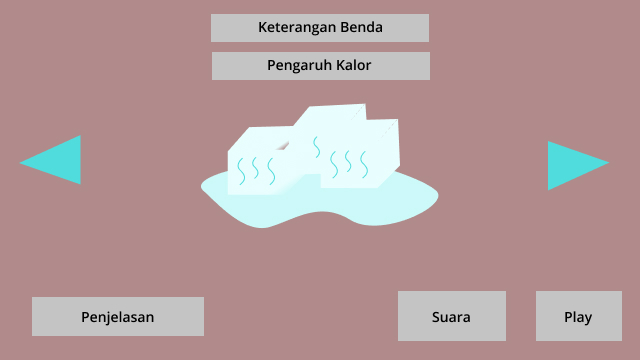 Keterangan Benda
Pengaruh Kalor
Penjelasan
Suara
Play